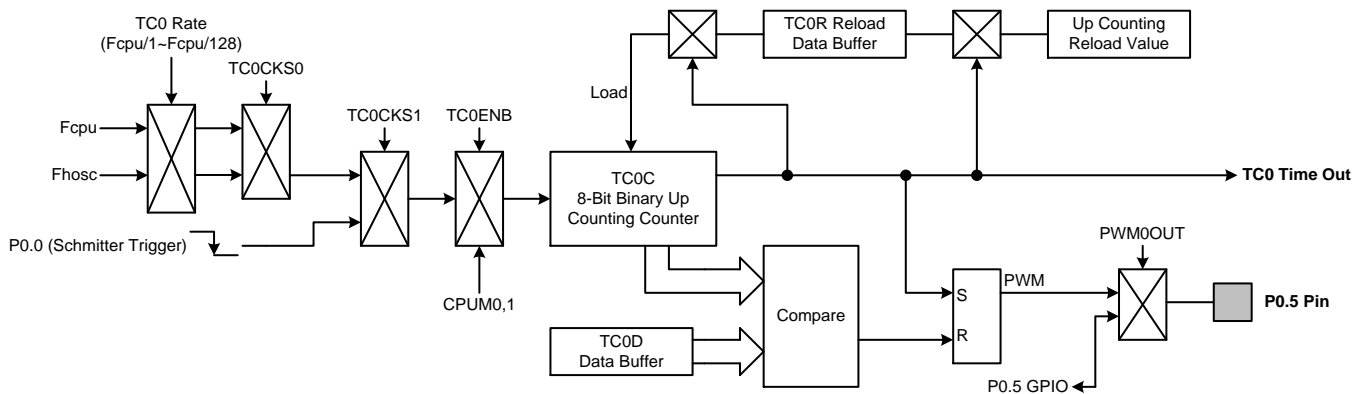 TC0 Rate
(Fcpu/1~Fcpu/128)
TC0CKS0
Fcpu
Fhosc
P0.0 (Schmitter Trigger)
TC0CKS1
TC0ENB
CPUM0,1
Load
TC0R Reload
Data Buffer
Up Counting
Reload Value
TC0C
8-Bit Binary Up
Counting Counter
TC0 Time Out
TC0D
Data Buffer
Compare
S
R
PWM
PWM0OUT
P0.5 Pin
P0.5 GPIO